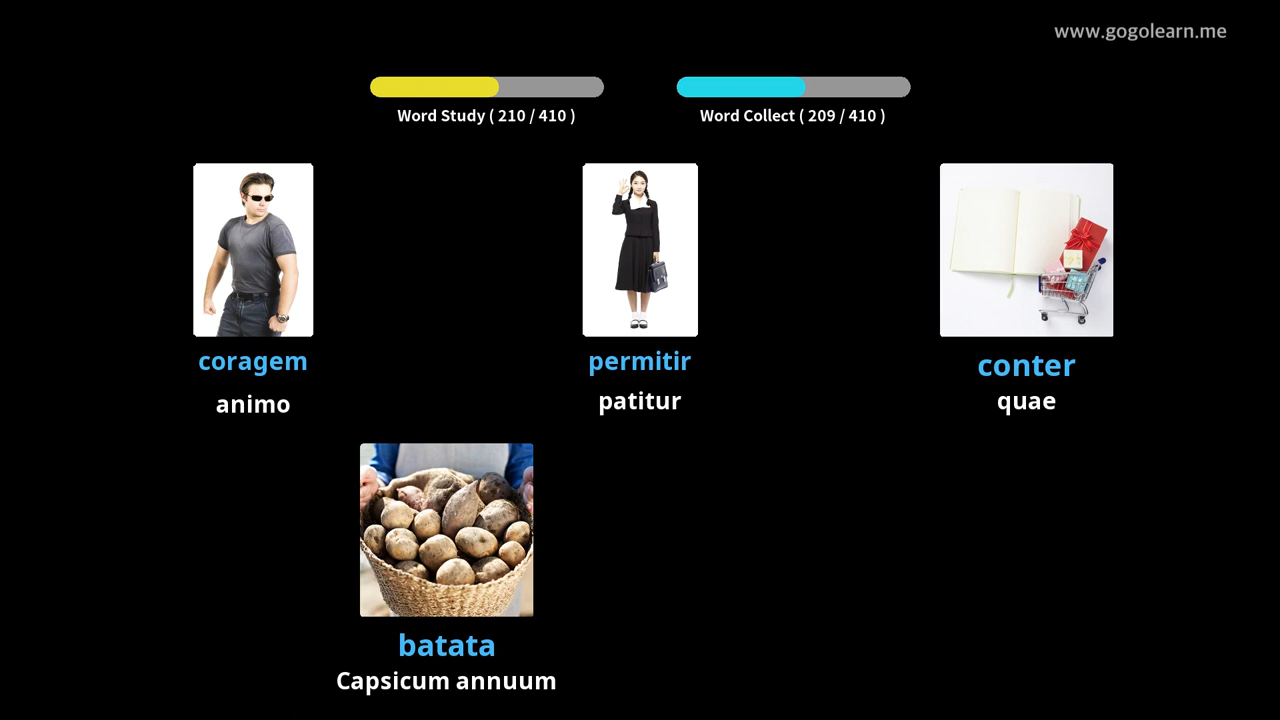 www.gogolearn.me
Word Study ( 210 / 410 )
Word Collect ( 209 / 410 )
coragem
animo
permitir
patitur
conter
quae
batata
Capsicum annuum